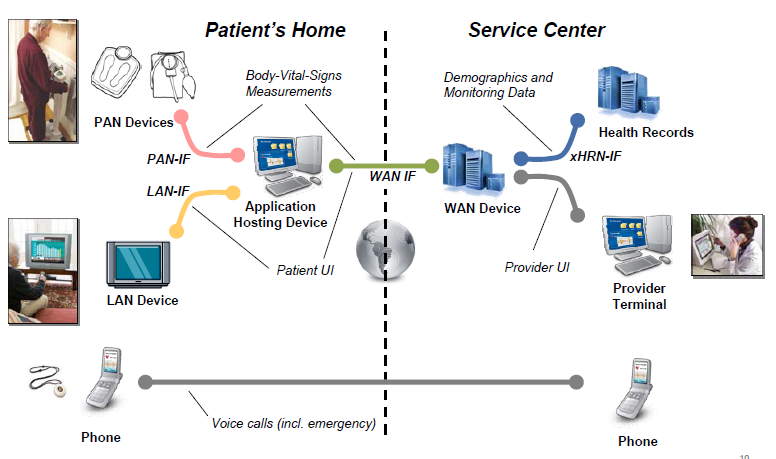 Patient's Home
Service Center
Body-Vital-Signs
Measurements
Demographics and
Monitoring Data
PAN Devices
Health Records
PAN-IF
xHRN-IF
WAN IF
LAN-IF
Application
Hosting Device
WAN Device
Patient UI
Provider UI
LAN Device
Provider
Terminal
Voice calls (incl. emergency)
Phone
Phone